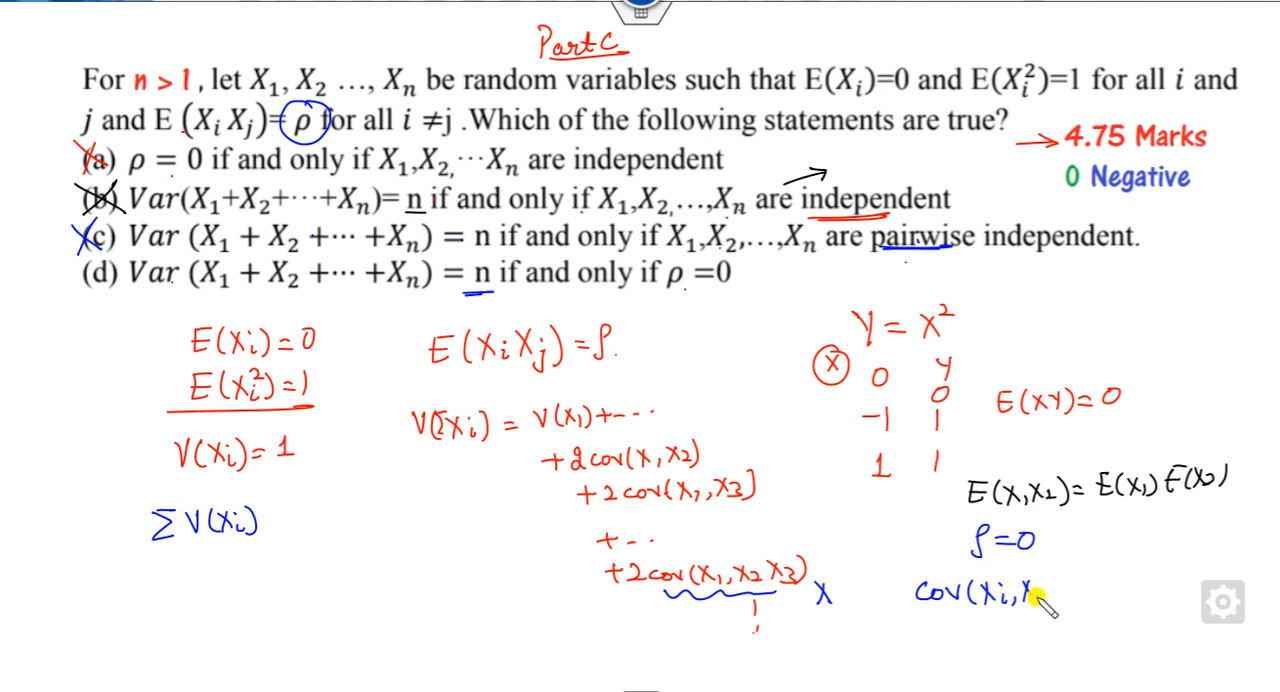 Part C
For n > 1, let X₁, X₂ …, Xₙ be random variables such that E(Xᵢ)=0 and E(Xᵢ²)=1 for all i and
j and E (Xᵢ Xⱼ)= ρ for all i ≠j .Which of the following statements are true?
→ 4.75 Marks
0 Negative
(a) ρ = 0 if and only if X₁,X₂, ⋯Xₙ are independent
(b) Var(X₁+X₂+⋯+Xₙ)= n if and only if X₁,X₂,…,Xₙ are independent
(c) Var (X₁ + X₂ +⋯ +Xₙ) = n if and only if X₁,X₂,…,Xₙ are pairwise independent.
(d) Var (X₁ + X₂ +⋯ +Xₙ) = n if and only if ρ =0
E(Xi)=0
E(Xi²)=1
V(Xi)=1
Σ V(Xi)
E(XiXj)=ρ.
V(ΣXi) = V(X1)+--..
+2cov(X1,X2)
+2cov(X1,X3)
+-..
+2cov(X1,X2 X3) X
Y = X²
X Y
0 0
-1 1
1 1
E(XY)=0
E(X1X2)= E(X1) E(X2)
ρ=0
cov(Xi,X